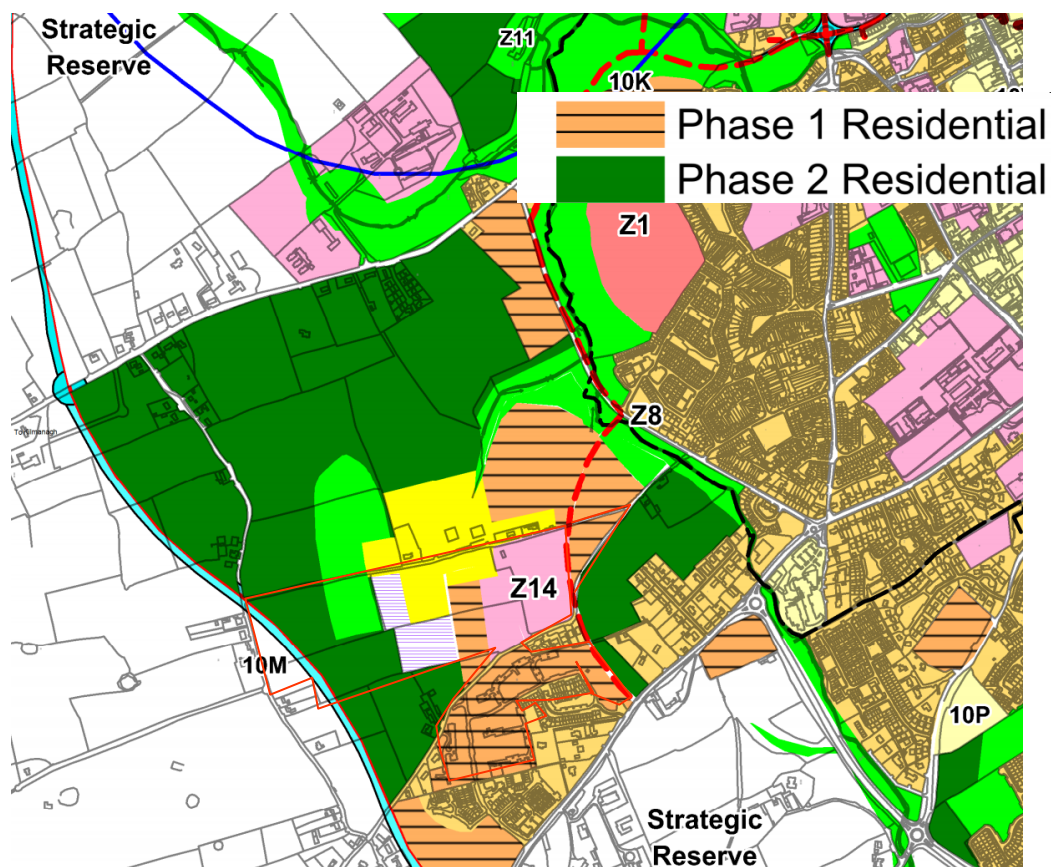 Strategic
Reserve
Z11
10K
Phase 1 Residential
Phase 2 Residential
Z1
Z8
Z14
10M
10P
Strategic
Reserve